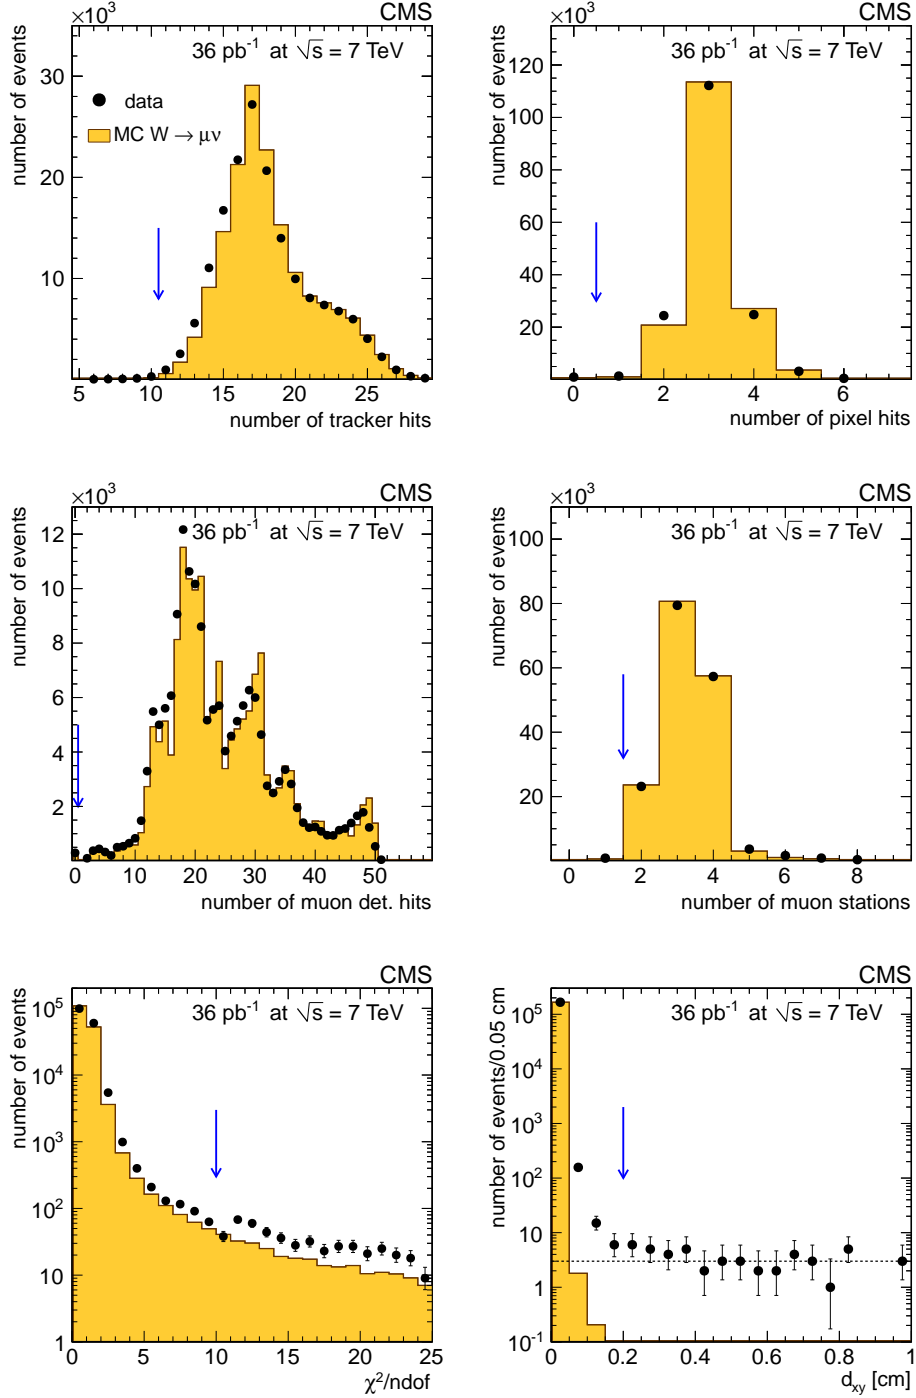 ×10³ CMS
36 pb⁻¹ at √s = 7 TeV
number of events
data
MC W → μν
30
20
10
5 10 15 20 25
number of tracker hits
×10³ CMS
36 pb⁻¹ at √s = 7 TeV
number of events
120
100
80
60
40
20
0 2 4 6
number of pixel hits
×10³ CMS
36 pb⁻¹ at √s = 7 TeV
number of events
12
10
8
6
4
2
0 10 20 30 40 50
number of muon det. hits
×10³ CMS
36 pb⁻¹ at √s = 7 TeV
number of events
100
80
60
40
20
0 2 4 6 8
number of muon stations
CMS
36 pb⁻¹ at √s = 7 TeV
number of events
10⁵
10⁴
10³
10²
10
1
0 5 10 15 20 25
χ²/ndof
CMS
36 pb⁻¹ at √s = 7 TeV
number of events/0.05 cm
10⁵
10⁴
10³
10²
10
1
10⁻¹
0 0.2 0.4 0.6 0.8 1
d_xy [cm]